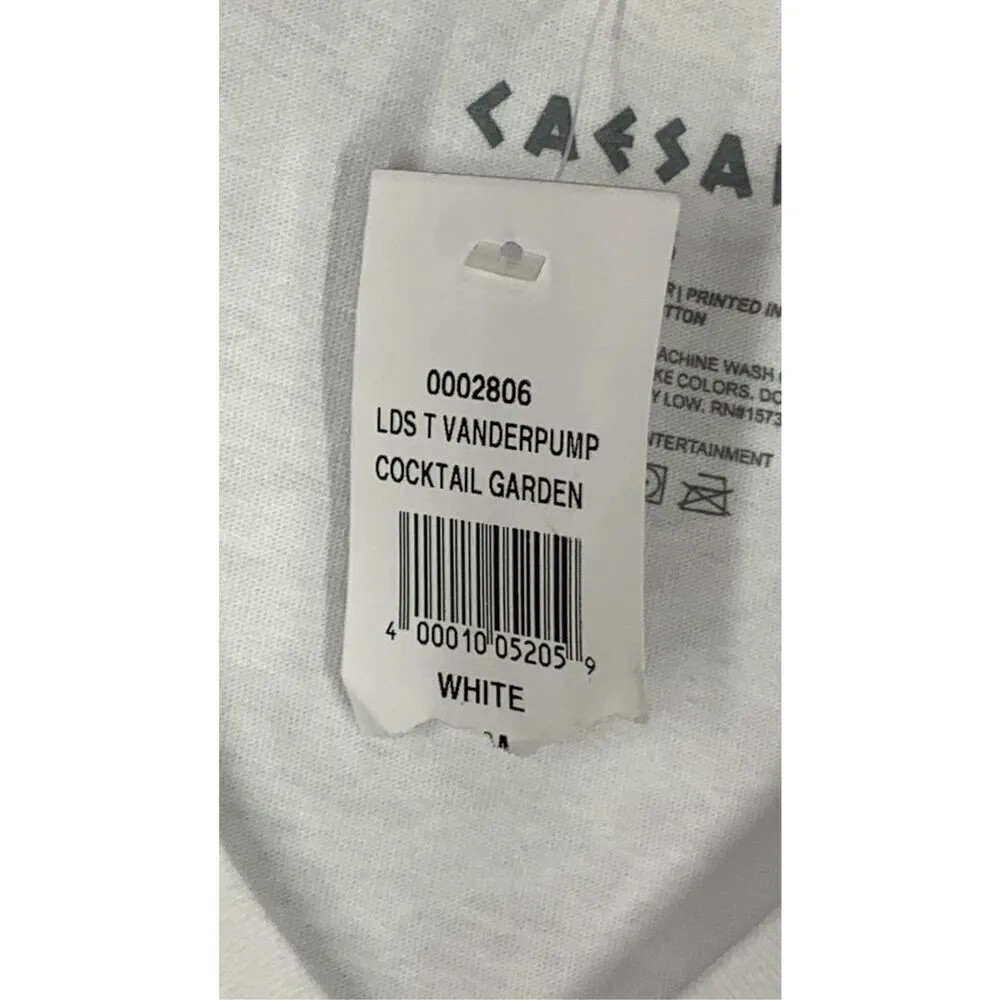 CAESA
R | PRINTED IN
TTON
ACHINE WASH
KE COLORS. DO
Y LOW. RN#1573
NTERTAINMENT
0002806
LDS T VANDERPUMP
COCKTAIL GARDEN
4 00010 05205 9
WHITE